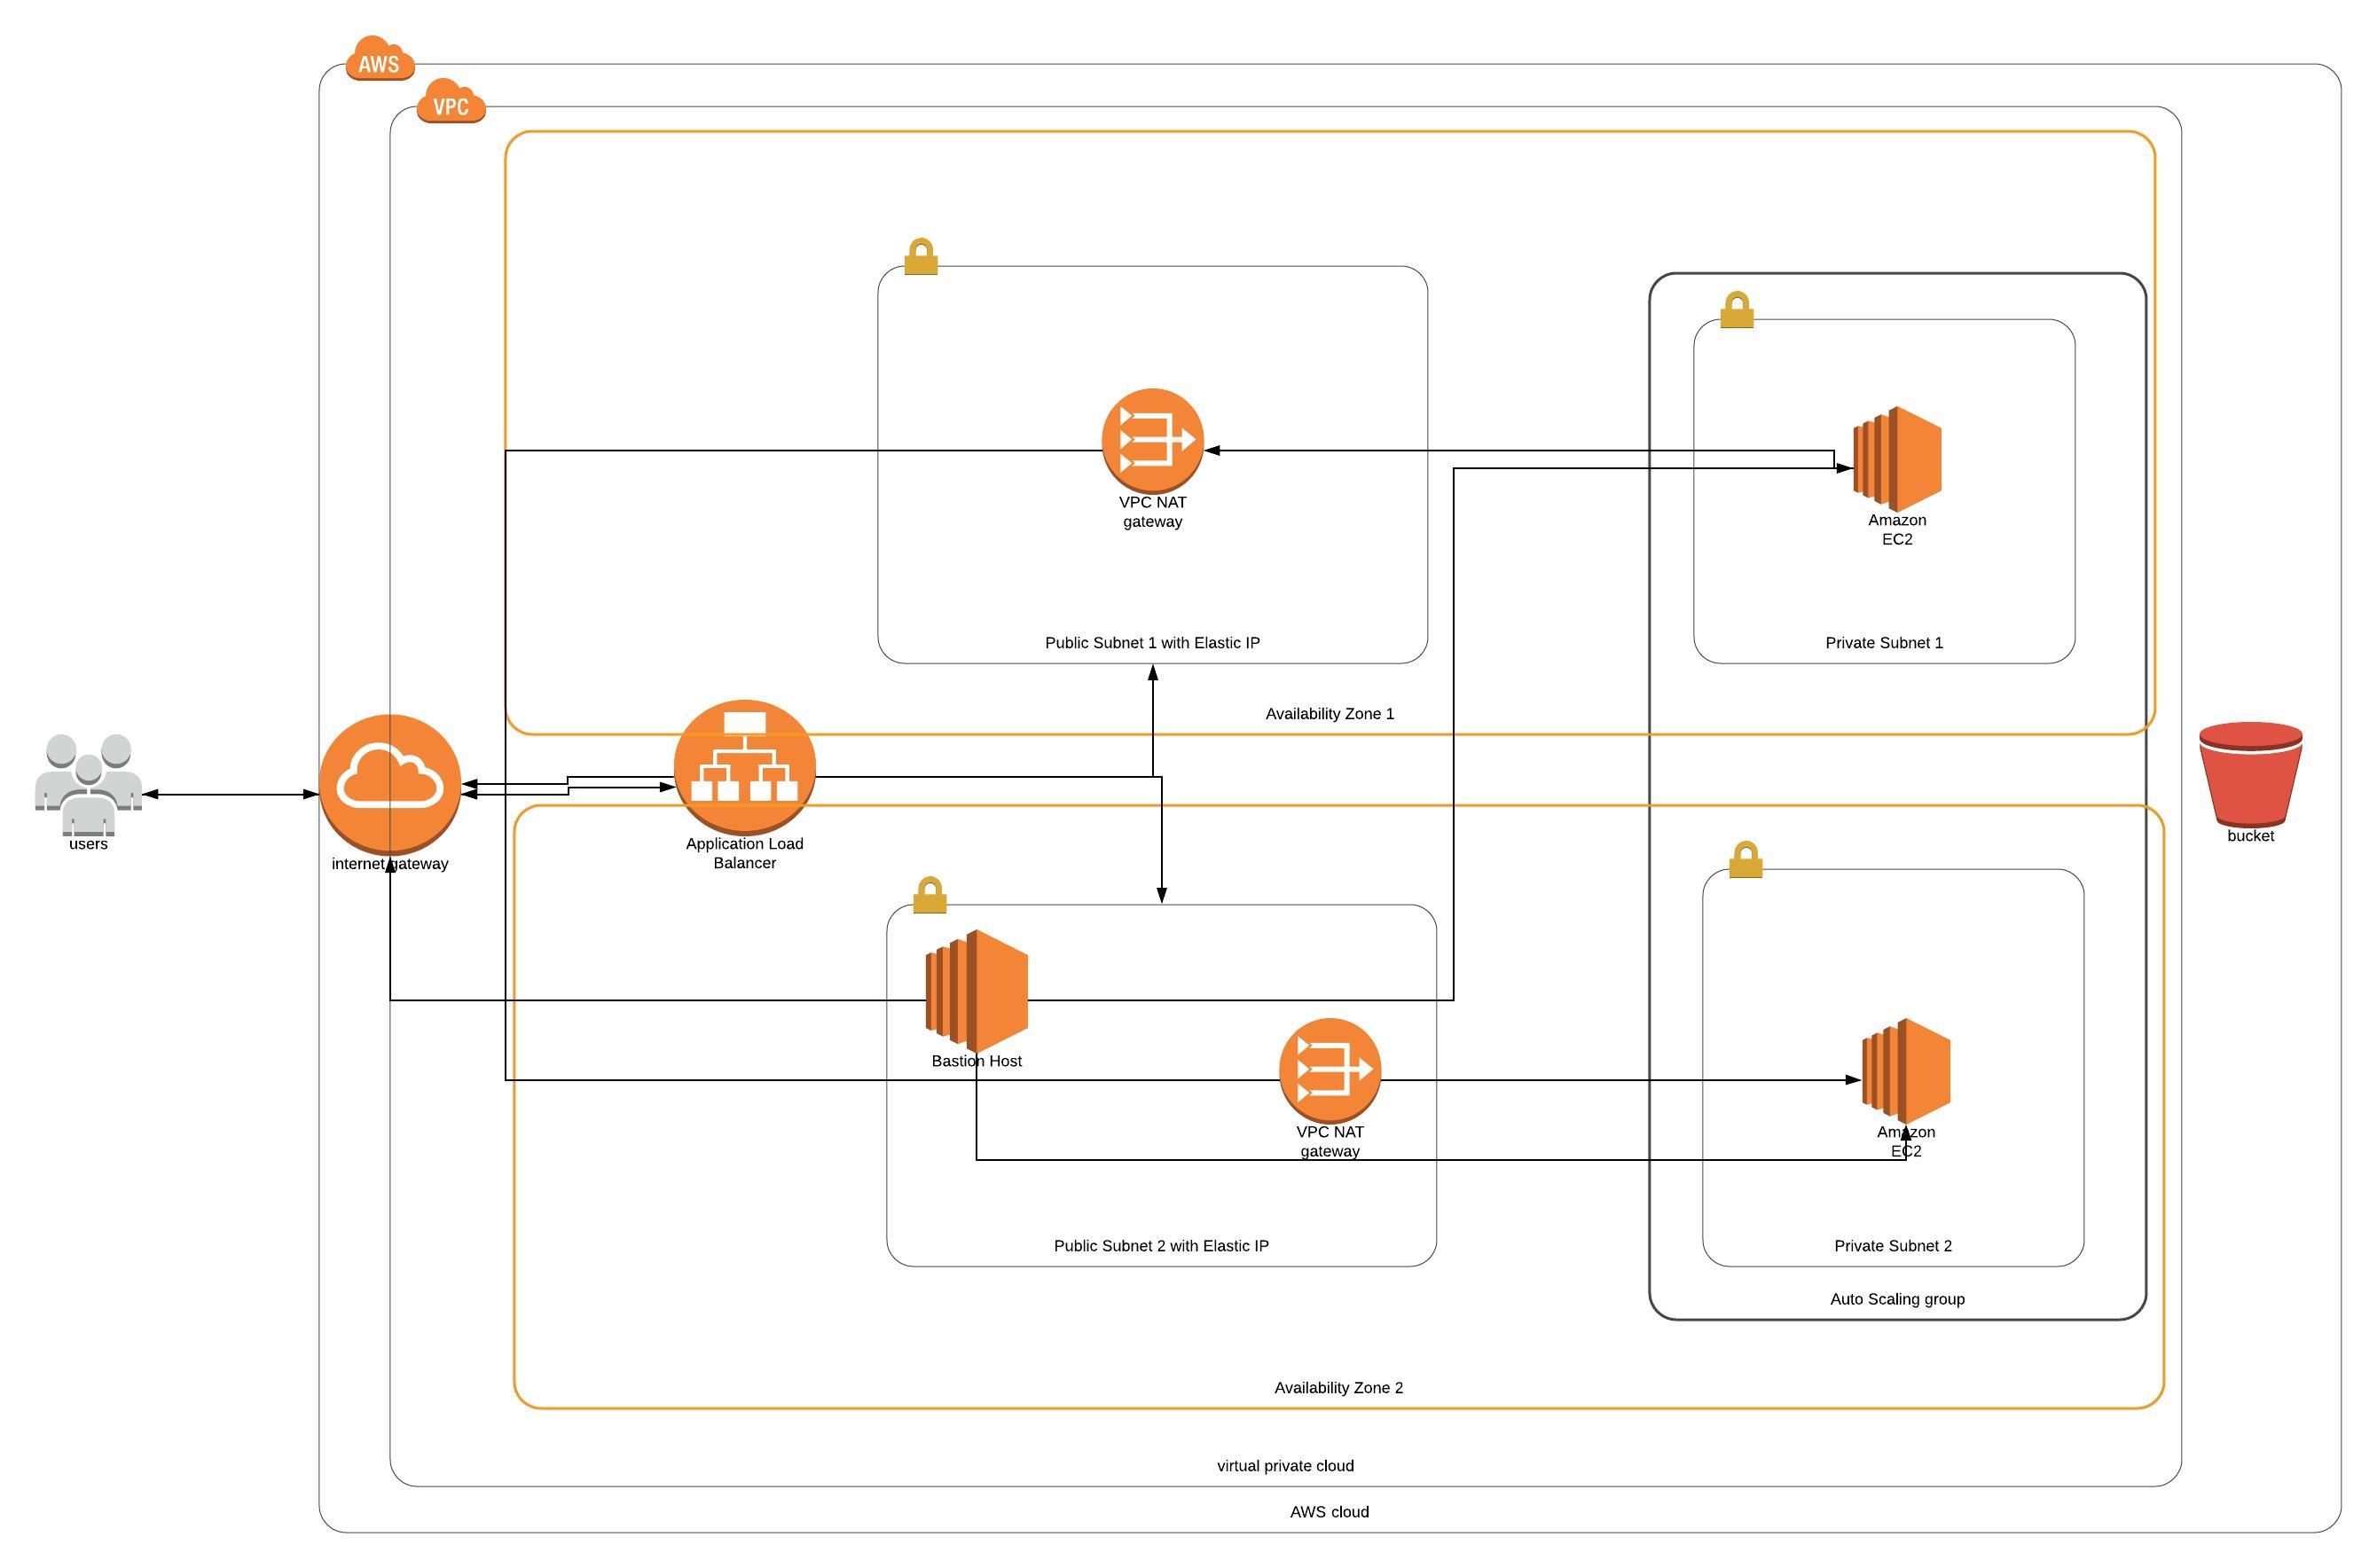 AWS
VPC
VPC NAT
gateway
Amazon
EC2
Public Subnet 1 with Elastic IP
Private Subnet 1
Availability Zone 1
users
internet gateway
Application Load
Balancer
bucket
Bastion Host
VPC NAT
gateway
Amazon
EC2
Public Subnet 2 with Elastic IP
Private Subnet 2
Auto Scaling group
Availability Zone 2
virtual private cloud
AWS cloud